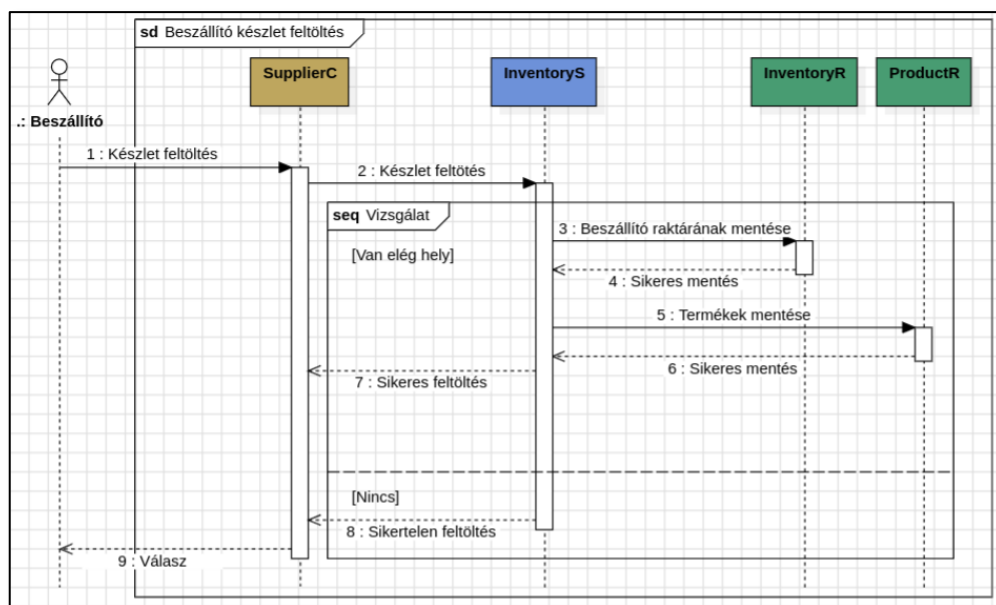 sd Beszállító készlet feltöltés
SupplierC
InventoryS
InventoryR
ProductR
.: Beszállító
1 : Készlet feltöltés
2 : Készlet feltötés
seq Vizsgálat
3 : Beszállító raktárának mentése
[Van elég hely]
4 : Sikeres mentés
5 : Termékek mentése
6 : Sikeres mentés
7 : Sikeres feltöltés
[Nincs]
8 : Sikertelen feltöltés
9 : Válasz